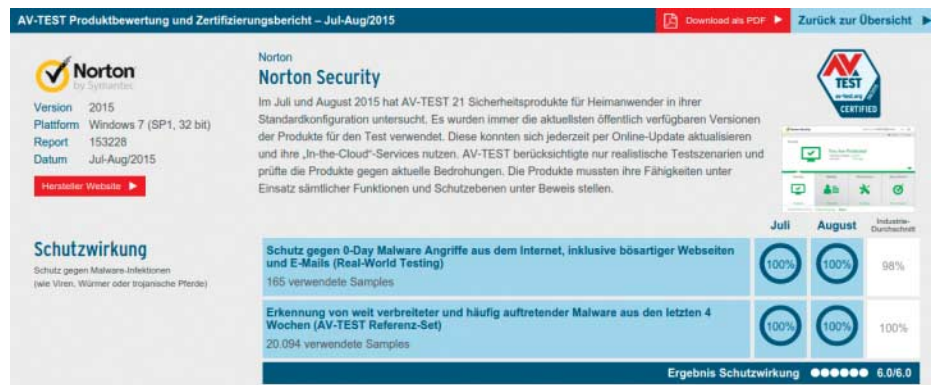 AV-TEST Produktbewertung und Zertifizierungsbericht – Jul-Aug/2015
Download as PDF
Zurück zur Übersicht
Norton
by Symantec
Version 2015
Plattform Windows 7 (SP1, 32 bit)
Report 153228
Datum Jul-Aug/2015
Hersteller Website
Norton
Norton Security
Im Juli und August 2015 hat AV-TEST 21 Sicherheitsprodukte für Heimanwender in ihrer
Standardkonfiguration untersucht. Es wurden immer die aktuellsten öffentlich verfügbaren Versionen
der Produkte für den Test verwendet. Diese konnten sich jederzeit per Online-Update aktualisieren
und ihre „In-the-Cloud“-Services nutzen. AV-TEST berücksichtigte nur realistische Testszenarien und
prüfte die Produkte gegen aktuelle Bedrohungen. Die Produkte mussten ihre Fähigkeiten unter
Einsatz sämtlicher Funktionen und Schutzebenen unter Beweis stellen.
AV
TEST
av-test.org
CERTIFIED
You Are Protected
Juli August Industrie-
Durchschnitt
Schutzwirkung
Schutz gegen Malware-Infektionen
(wie Viren, Würmer oder trojanische Pferde)
Schutz gegen 0-Day Malware Angriffe aus dem Internet, inklusive bösartiger Webseiten
und E-Mails (Real-World Testing)
165 verwendete Samples
100% 100% 98%
Erkennung von weit verbreiteter und häufig auftretender Malware aus den letzten 4
Wochen (AV-TEST Referenz-Set)
20.094 verwendete Samples
100% 100% 100%
Ergebnis Schutzwirkung 6.0/6.0